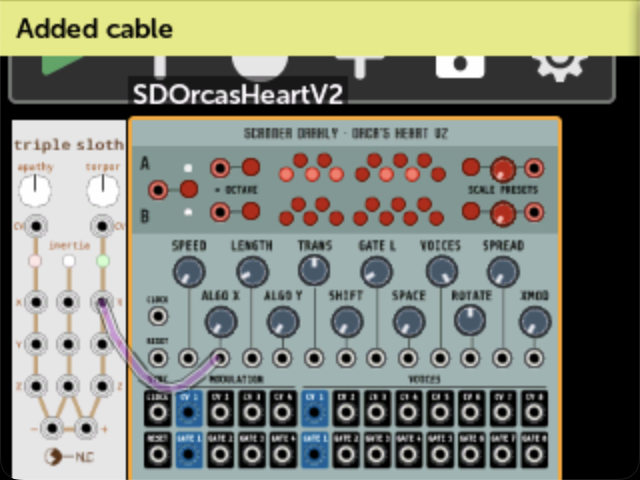 Added cable
SDOrcasHeartV2
triple sloth
SCANNER DARKLY - ORCA'S HEART V2
apathy
torpor
A
- OCTAVE
SCALE PRESETS
B
CV
CV
inertia
SPEED
LENGTH
TRANS
GATE L
VOICES
SPREAD
ALGO X
ALGO Y
SHIFT
SPACE
ROTATE
XMOD
CLOCK
X
RESET
Y
Y
SYNC
MODULATION
VOICES
Z
Z
CLOCK
CV 1
CV 2
CV 3
CV 4
CV 1
CV 2
CV 3
CV 4
CV 5
CV 6
CV 7
CV 8
- +
RESET
GATE 1
GATE 2
GATE 3
GATE 4
GATE 1
GATE 2
GATE 3
GATE 4
GATE 5
GATE 6
GATE 7
GATE 8
NLC